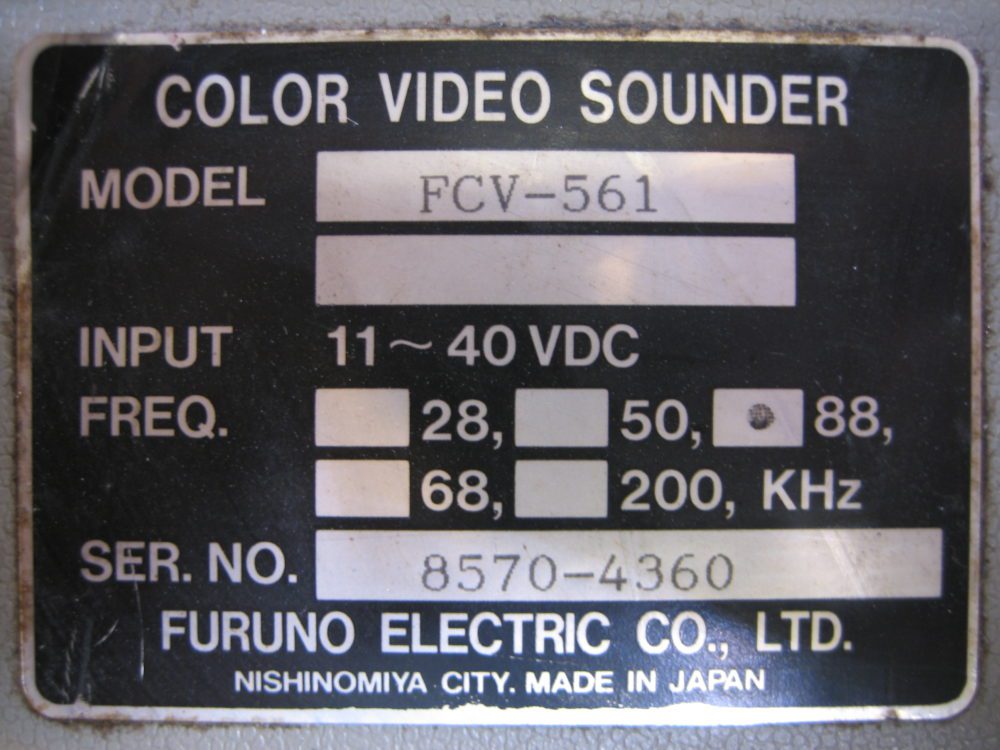 COLOR VIDEO SOUNDER
MODEL FCV-561
INPUT 11~40 VDC
FREQ. 28, 50, 88,
68, 200, KHz
SER. NO. 8570-4360
FURUNO ELECTRIC CO., LTD.
NISHINOMIYA CITY. MADE IN JAPAN